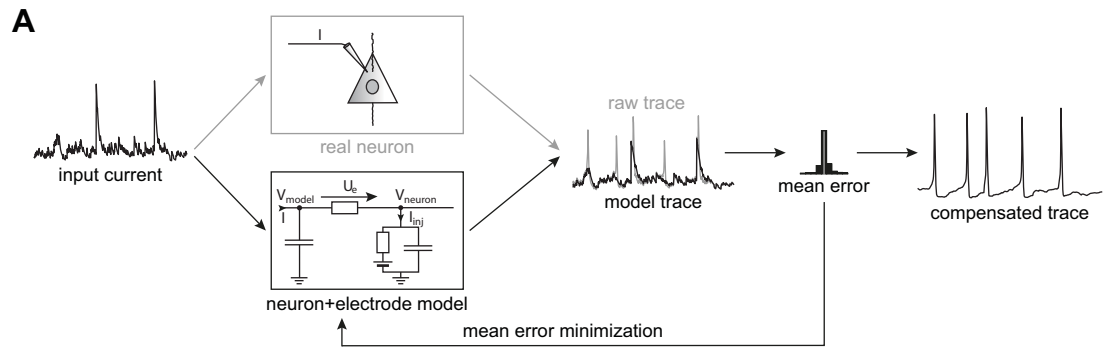 A
I
real neuron
input current
raw trace
model trace
mean error
compensated trace
V_model
U_e
V_neuron
I
I_inj
neuron+electrode model
mean error minimization